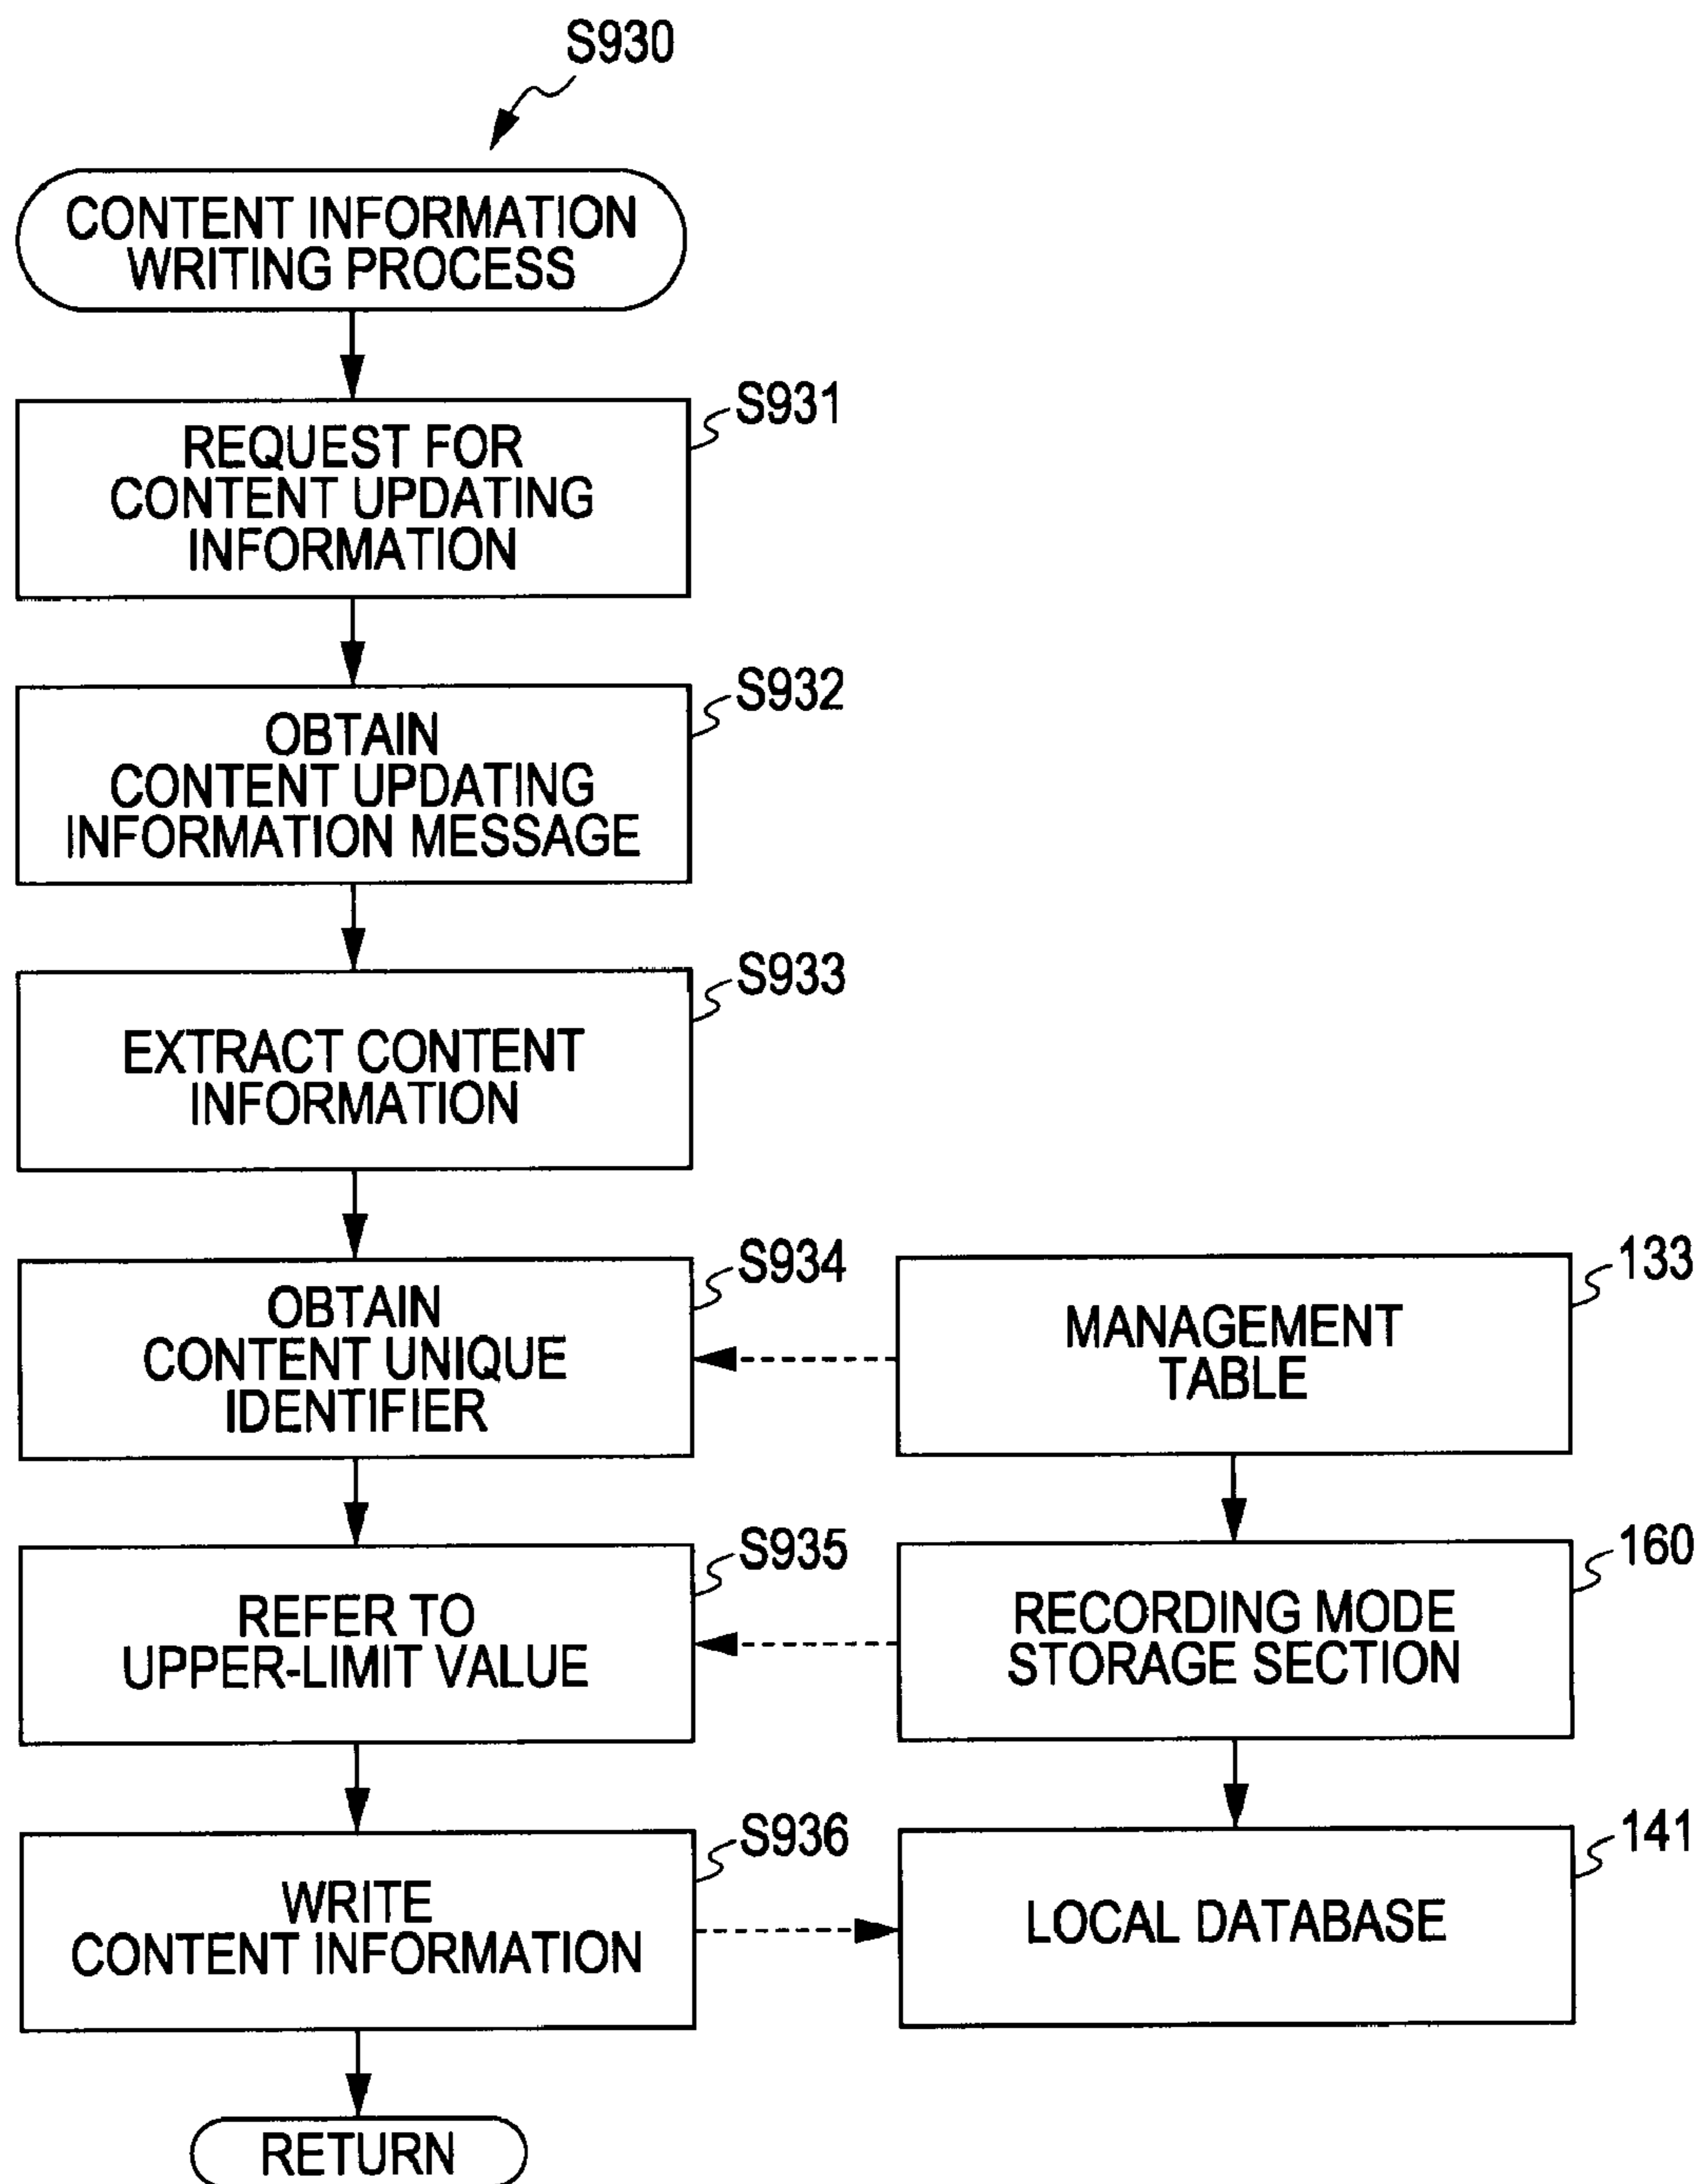 S930
CONTENT INFORMATION
WRITING PROCESS
S931
REQUEST FOR
CONTENT UPDATING
INFORMATION
S932
OBTAIN
CONTENT UPDATING
INFORMATION MESSAGE
S933
EXTRACT CONTENT
INFORMATION
S934
OBTAIN
CONTENT UNIQUE
IDENTIFIER
133
MANAGEMENT
TABLE
S935
REFER TO
UPPER-LIMIT VALUE
160
RECORDING MODE
STORAGE SECTION
S936
WRITE
CONTENT INFORMATION
141
LOCAL DATABASE
RETURN